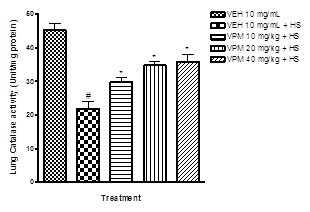 60
50
40
30
20
10
0
Lung Catalase activity (Unit/mg protein)
#
*
*
*
Treatment
VEH 10 mg/mL
VEH 10 mg/mL + HS
VPM 10 mg/kg + HS
VPM 20 mg/kg + HS
VPM 40 mg/kg + HS